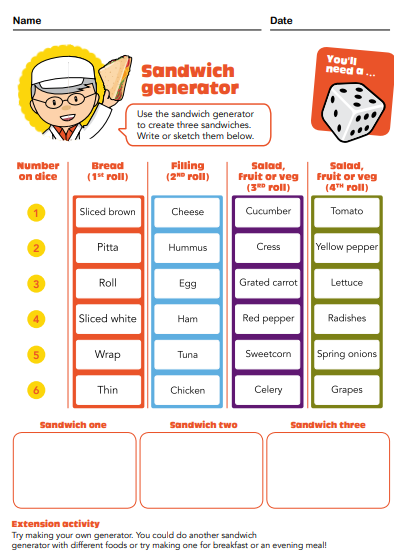 Name
Date
Sandwich
generator
You'll
need a ...
Use the sandwich generator
to create three sandwiches.
Write or sketch them below.
Number
on dice
Bread
(1st roll)
Filling
(2ND roll)
Salad,
Fruit or veg
(3RD roll)
Salad,
Fruit or veg
(4TH roll)
1 Sliced brown Cheese Cucumber Tomato
2 Pitta Hummus Cress Yellow pepper
3 Roll Egg Grated carrot Lettuce
4 Sliced white Ham Red pepper Radishes
5 Wrap Tuna Sweetcorn Spring onions
6 Thin Chicken Celery Grapes
Sandwich one Sandwich two Sandwich three
Extension activity
Try making your own generator. You could do another sandwich
generator with different foods or try making one for breakfast or an evening meal!